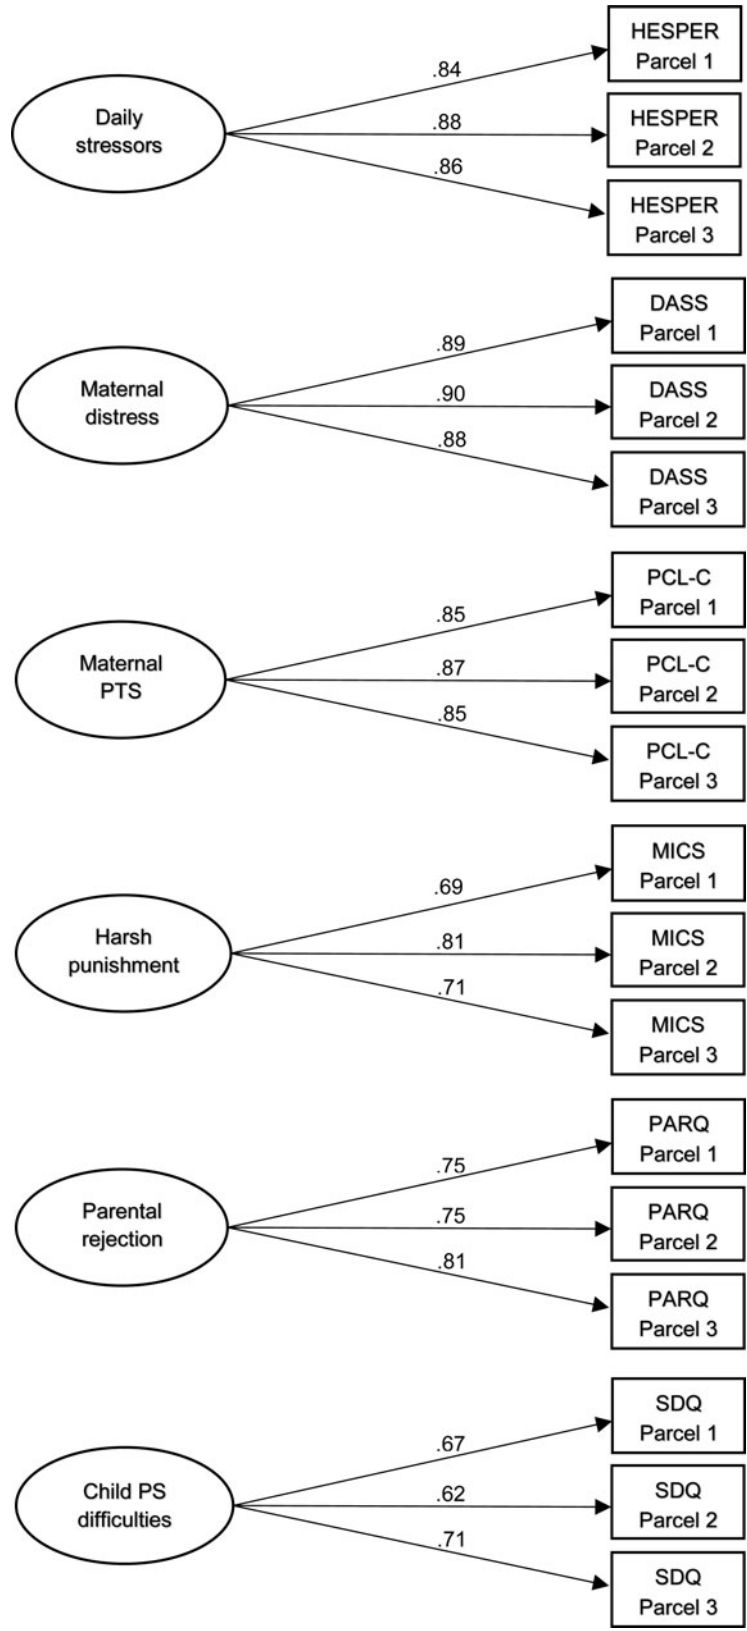 Daily
stressors
.84
.88
.86
HESPER
Parcel 1
HESPER
Parcel 2
HESPER
Parcel 3
Maternal
distress
.89
.90
.88
DASS
Parcel 1
DASS
Parcel 2
DASS
Parcel 3
Maternal
PTS
.85
.87
.85
PCL-C
Parcel 1
PCL-C
Parcel 2
PCL-C
Parcel 3
Harsh
punishment
.69
.81
.71
MICS
Parcel 1
MICS
Parcel 2
MICS
Parcel 3
Parental
rejection
.75
.75
.81
PARQ
Parcel 1
PARQ
Parcel 2
PARQ
Parcel 3
Child PS
difficulties
.67
.62
.71
SDQ
Parcel 1
SDQ
Parcel 2
SDQ
Parcel 3